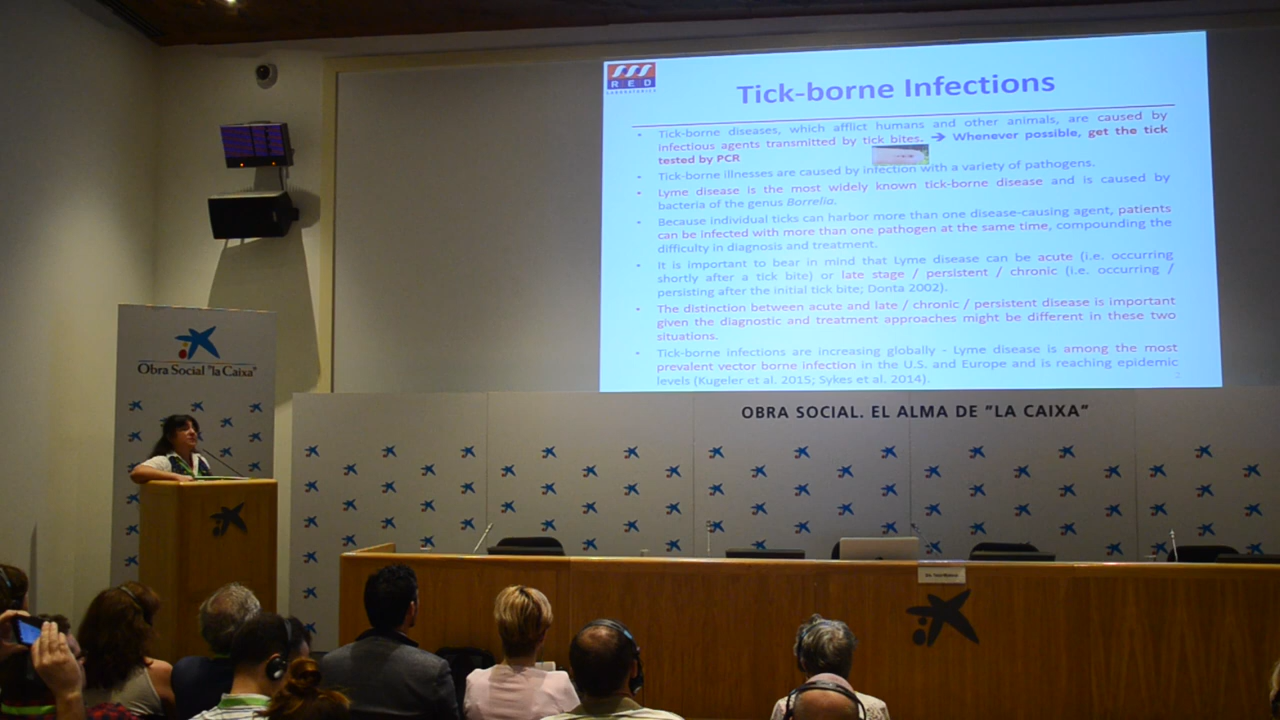 RED
LABORATORIES
Tick-borne Infections
• Tick-borne diseases, which afflict humans and other animals, are caused by
infectious agents transmitted by tick bites. ➔ Whenever possible, get the tick
tested by PCR
• Tick-borne illnesses are caused by infection with a variety of pathogens.
• Lyme disease is the most widely known tick-borne disease and is caused by
bacteria of the genus Borrelia.
• Because individual ticks can harbor more than one disease-causing agent, patients
can be infected with more than one pathogen at the same time, compounding the
difficulty in diagnosis and treatment.
• It is important to bear in mind that Lyme disease can be acute (i.e. occurring
shortly after a tick bite) or late stage / persistent / chronic (i.e. occurring /
persisting after the initial tick bite; Donta 2002).
• The distinction between acute and late / chronic / persistent disease is important
given the diagnostic and treatment approaches might be different in these two
situations.
• Tick-borne infections are increasing globally - Lyme disease is among the most
prevalent vector borne infection in the U.S. and Europe and is reaching epidemic
levels (Kugeler et al. 2015; Sykes et al. 2014).
2
Obra Social "la Caixa"
OBRA SOCIAL. EL ALMA DE "LA CAIXA"